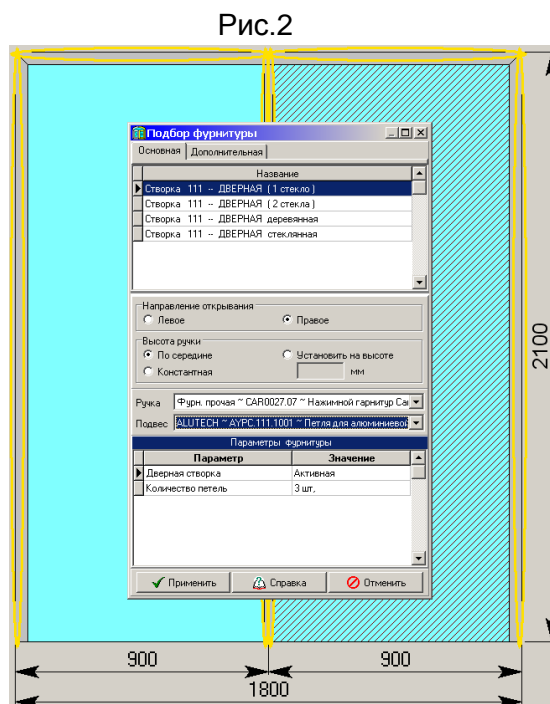 Рис.2
Подбор фурнитуры
Основная Дополнительная
Название
Створка 111 -- ДВЕРНАЯ (1 стекло)
Створка 111 -- ДВЕРНАЯ (2 стекла)
Створка 111 -- ДВЕРНАЯ деревянная
Створка 111 -- ДВЕРНАЯ стеклянная
Направление открывания
Левое Правое
Высота ручки
По середине Установить на высоте
Константная мм
Ручка Фурн. прочая ~ CAR0027.07 ~ Нажимной гарнитур Cal
Подвес ALUTECH ~ AYPC.111.1001 ~ Петля для алюминиевой
Параметры фурнитуры
Параметр Значение
Дверная створка Активная
Количество петель 3 шт,
Применить Справка Отменить
2100
900 900
1800